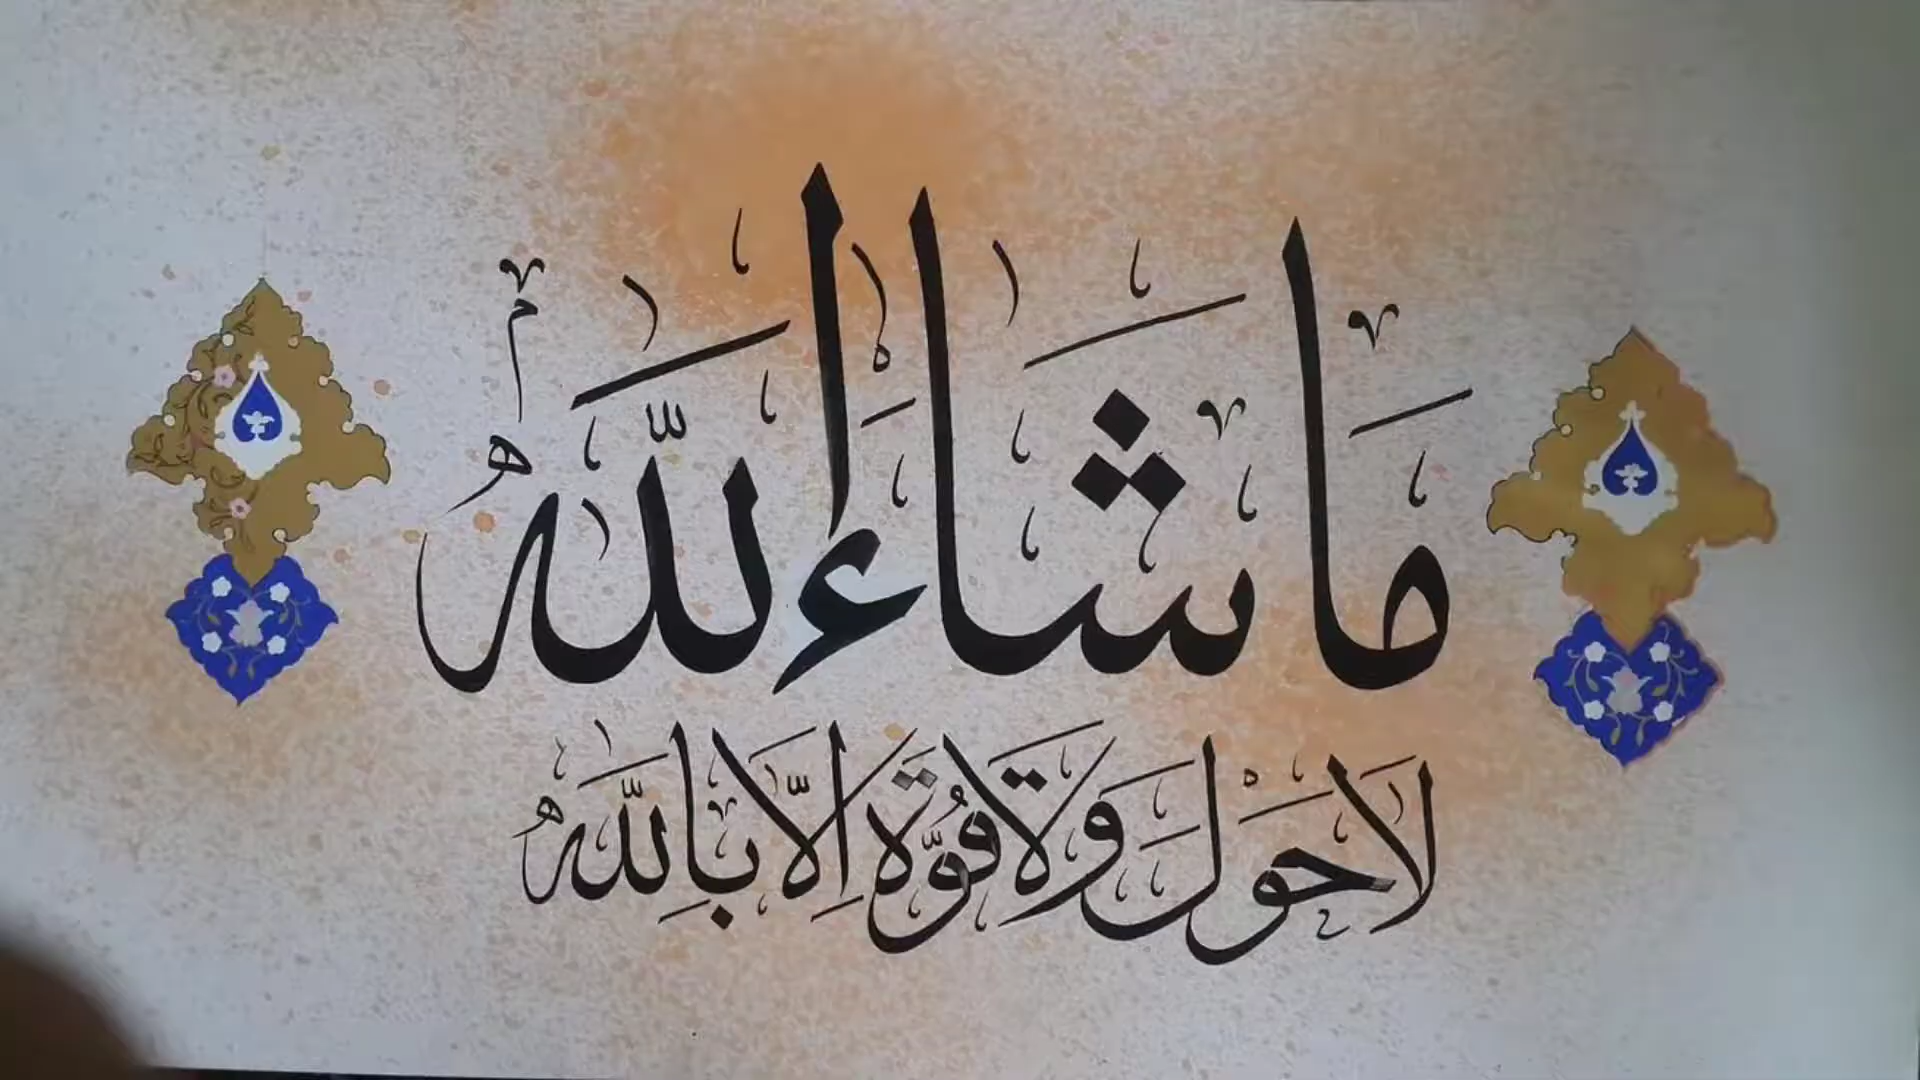 مَا شَاءَ اللّٰهُ
لَا حَوْلَ وَلَا قُوَّةَ اِلَّا بِاللّٰهِ